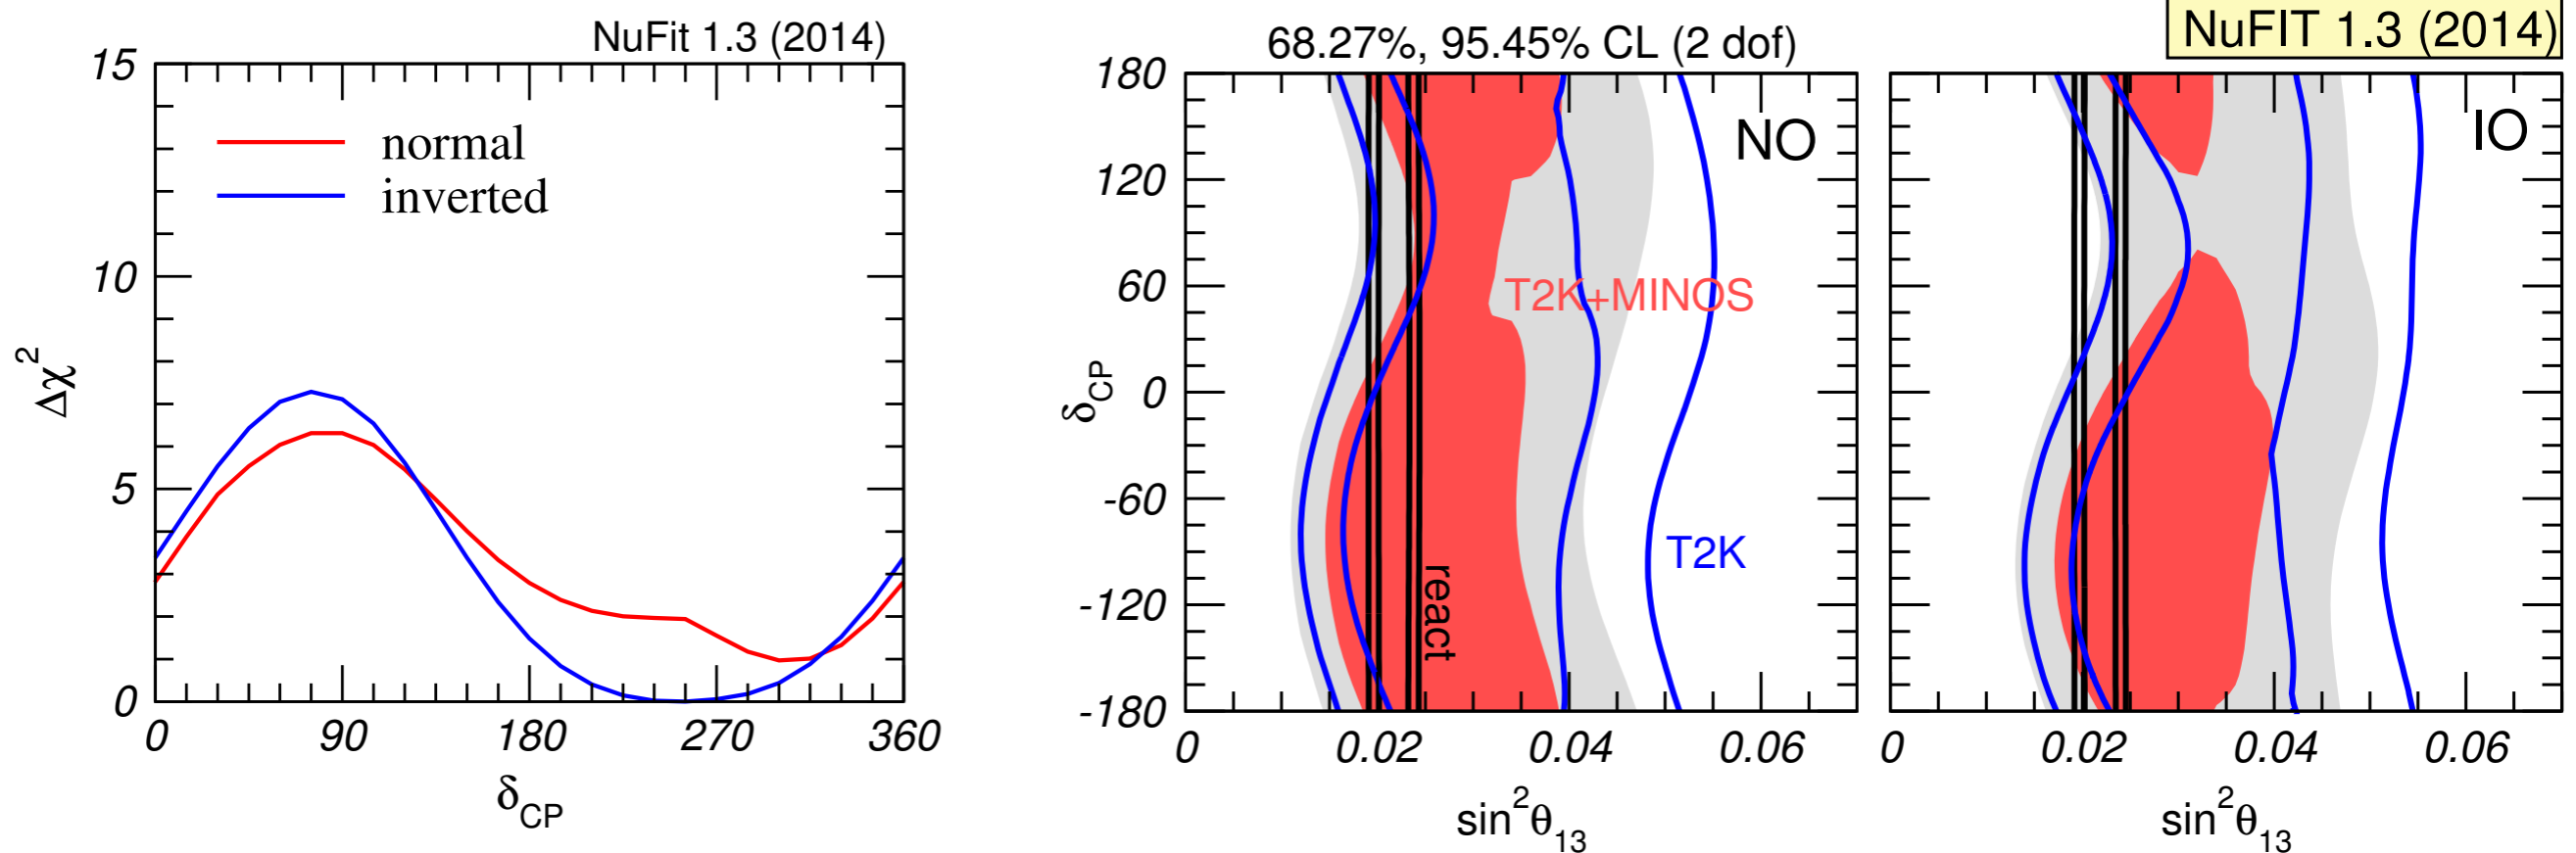 NuFit 1.3 (2014)
15
10
5
0
Δχ²
normal
inverted
0 90 180 270 360
δCP
68.27%, 95.45% CL (2 dof)
NuFIT 1.3 (2014)
180
120
60
0
-60
-120
-180
δCP
NO
T2K+MINOS
T2K
react
0 0.02 0.04 0.06
sin²θ₁₃
IO
0 0.02 0.04 0.06
sin²θ₁₃